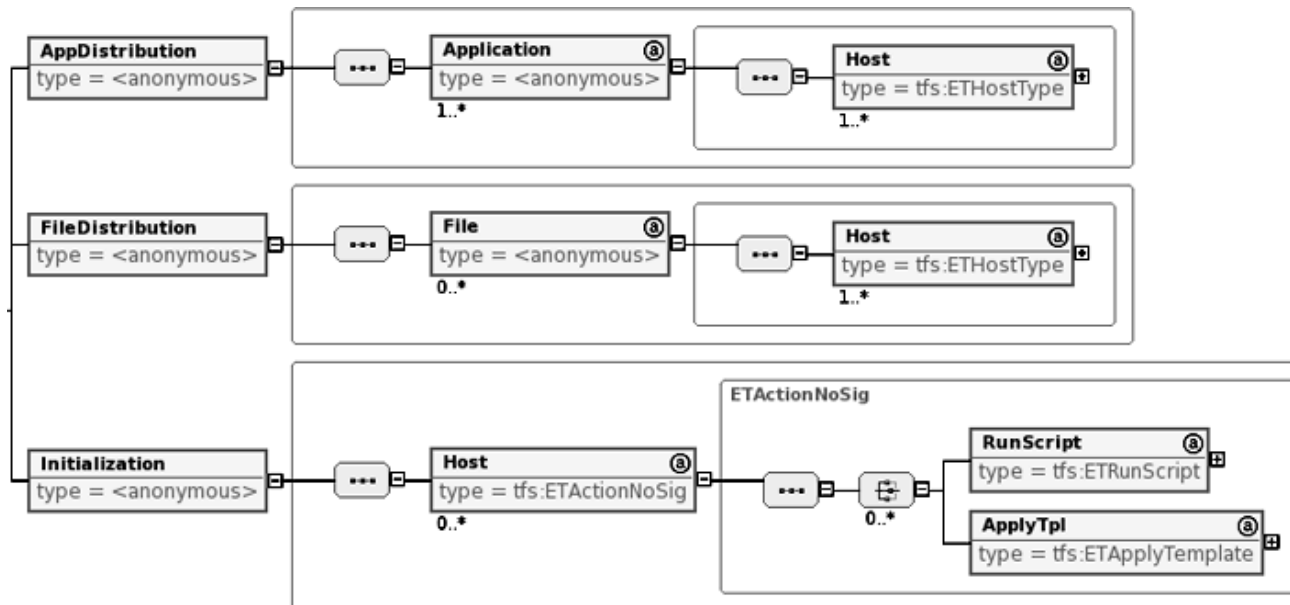 AppDistribution
type = <anonymous>
Application
a
type = <anonymous>
1..*
Host
a
type = tfs:ETHostType
1..*
FileDistribution
type = <anonymous>
File
a
type = <anonymous>
0..*
Host
a
type = tfs:ETHostType
1..*
Initialization
type = <anonymous>
Host
a
type = tfs:ETActionNoSig
0..*
ETActionNoSig
0..*
RunScript
a
type = tfs:ETRunScript
ApplyTpl
a
type = tfs:ETApplyTemplate